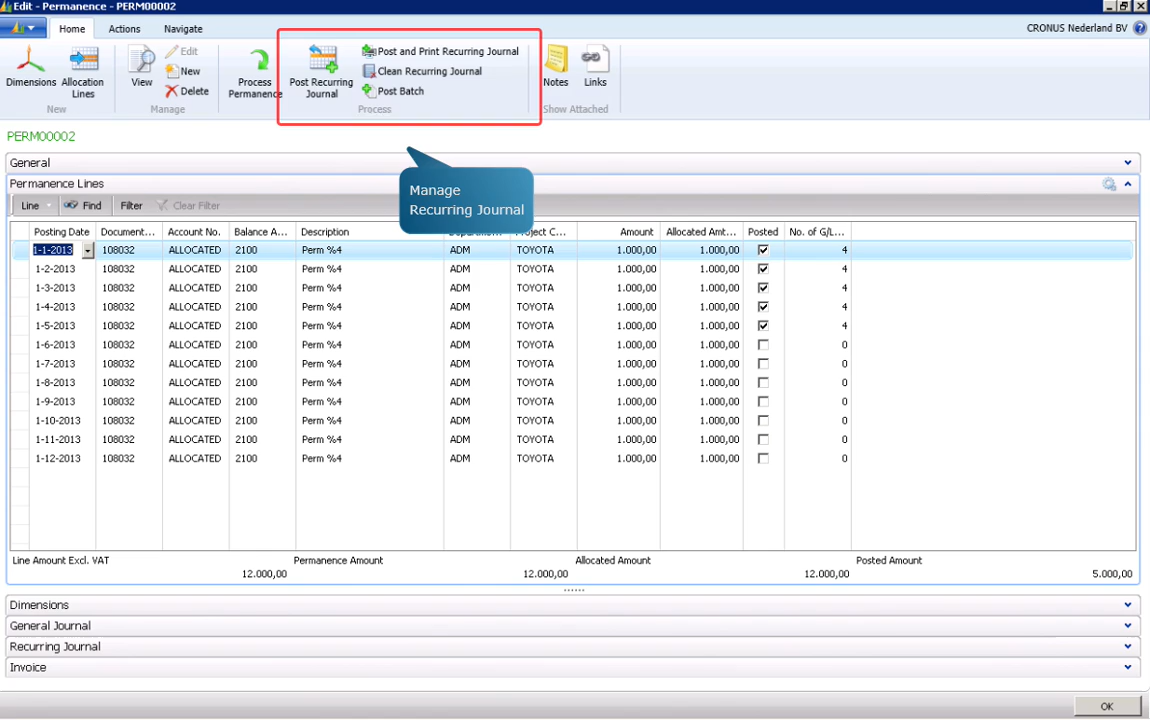 Edit - Permanence - PERM00002
Home Actions Navigate CRONUS Nederland BV
Dimensions Allocation Lines
New
View Edit New Delete
Manage
Process Permanence Post Recurring Journal Post and Print Recurring Journal
Clean Recurring Journal
Post Batch
Process
Notes Links
Show Attached
PERM00002
General
Manage
Recurring Journal
Permanence Lines
Line Find Filter Clear Filter
Posting Date Document... Account No. Balance A... Description Amount Allocated Amt... Posted No. of G/L...
1-1-2013 108032 ALLOCATED 2100 Perm %4 ADM TOYOTA 1.000,00 1.000,00 4
1-2-2013 108032 ALLOCATED 2100 Perm %4 ADM TOYOTA 1.000,00 1.000,00 4
1-3-2013 108032 ALLOCATED 2100 Perm %4 ADM TOYOTA 1.000,00 1.000,00 4
1-4-2013 108032 ALLOCATED 2100 Perm %4 ADM TOYOTA 1.000,00 1.000,00 4
1-5-2013 108032 ALLOCATED 2100 Perm %4 ADM TOYOTA 1.000,00 1.000,00 4
1-6-2013 108032 ALLOCATED 2100 Perm %4 ADM TOYOTA 1.000,00 1.000,00 0
1-7-2013 108032 ALLOCATED 2100 Perm %4 ADM TOYOTA 1.000,00 1.000,00 0
1-8-2013 108032 ALLOCATED 2100 Perm %4 ADM TOYOTA 1.000,00 1.000,00 0
1-9-2013 108032 ALLOCATED 2100 Perm %4 ADM TOYOTA 1.000,00 1.000,00 0
1-10-2013 108032 ALLOCATED 2100 Perm %4 ADM TOYOTA 1.000,00 1.000,00 0
1-11-2013 108032 ALLOCATED 2100 Perm %4 ADM TOYOTA 1.000,00 1.000,00 0
1-12-2013 108032 ALLOCATED 2100 Perm %4 ADM TOYOTA 1.000,00 1.000,00 0
Line Amount Excl. VAT Permanence Amount Allocated Amount Posted Amount
12.000,00 12.000,00 12.000,00 5.000,00
Dimensions
General Journal
Recurring Journal
Invoice
OK